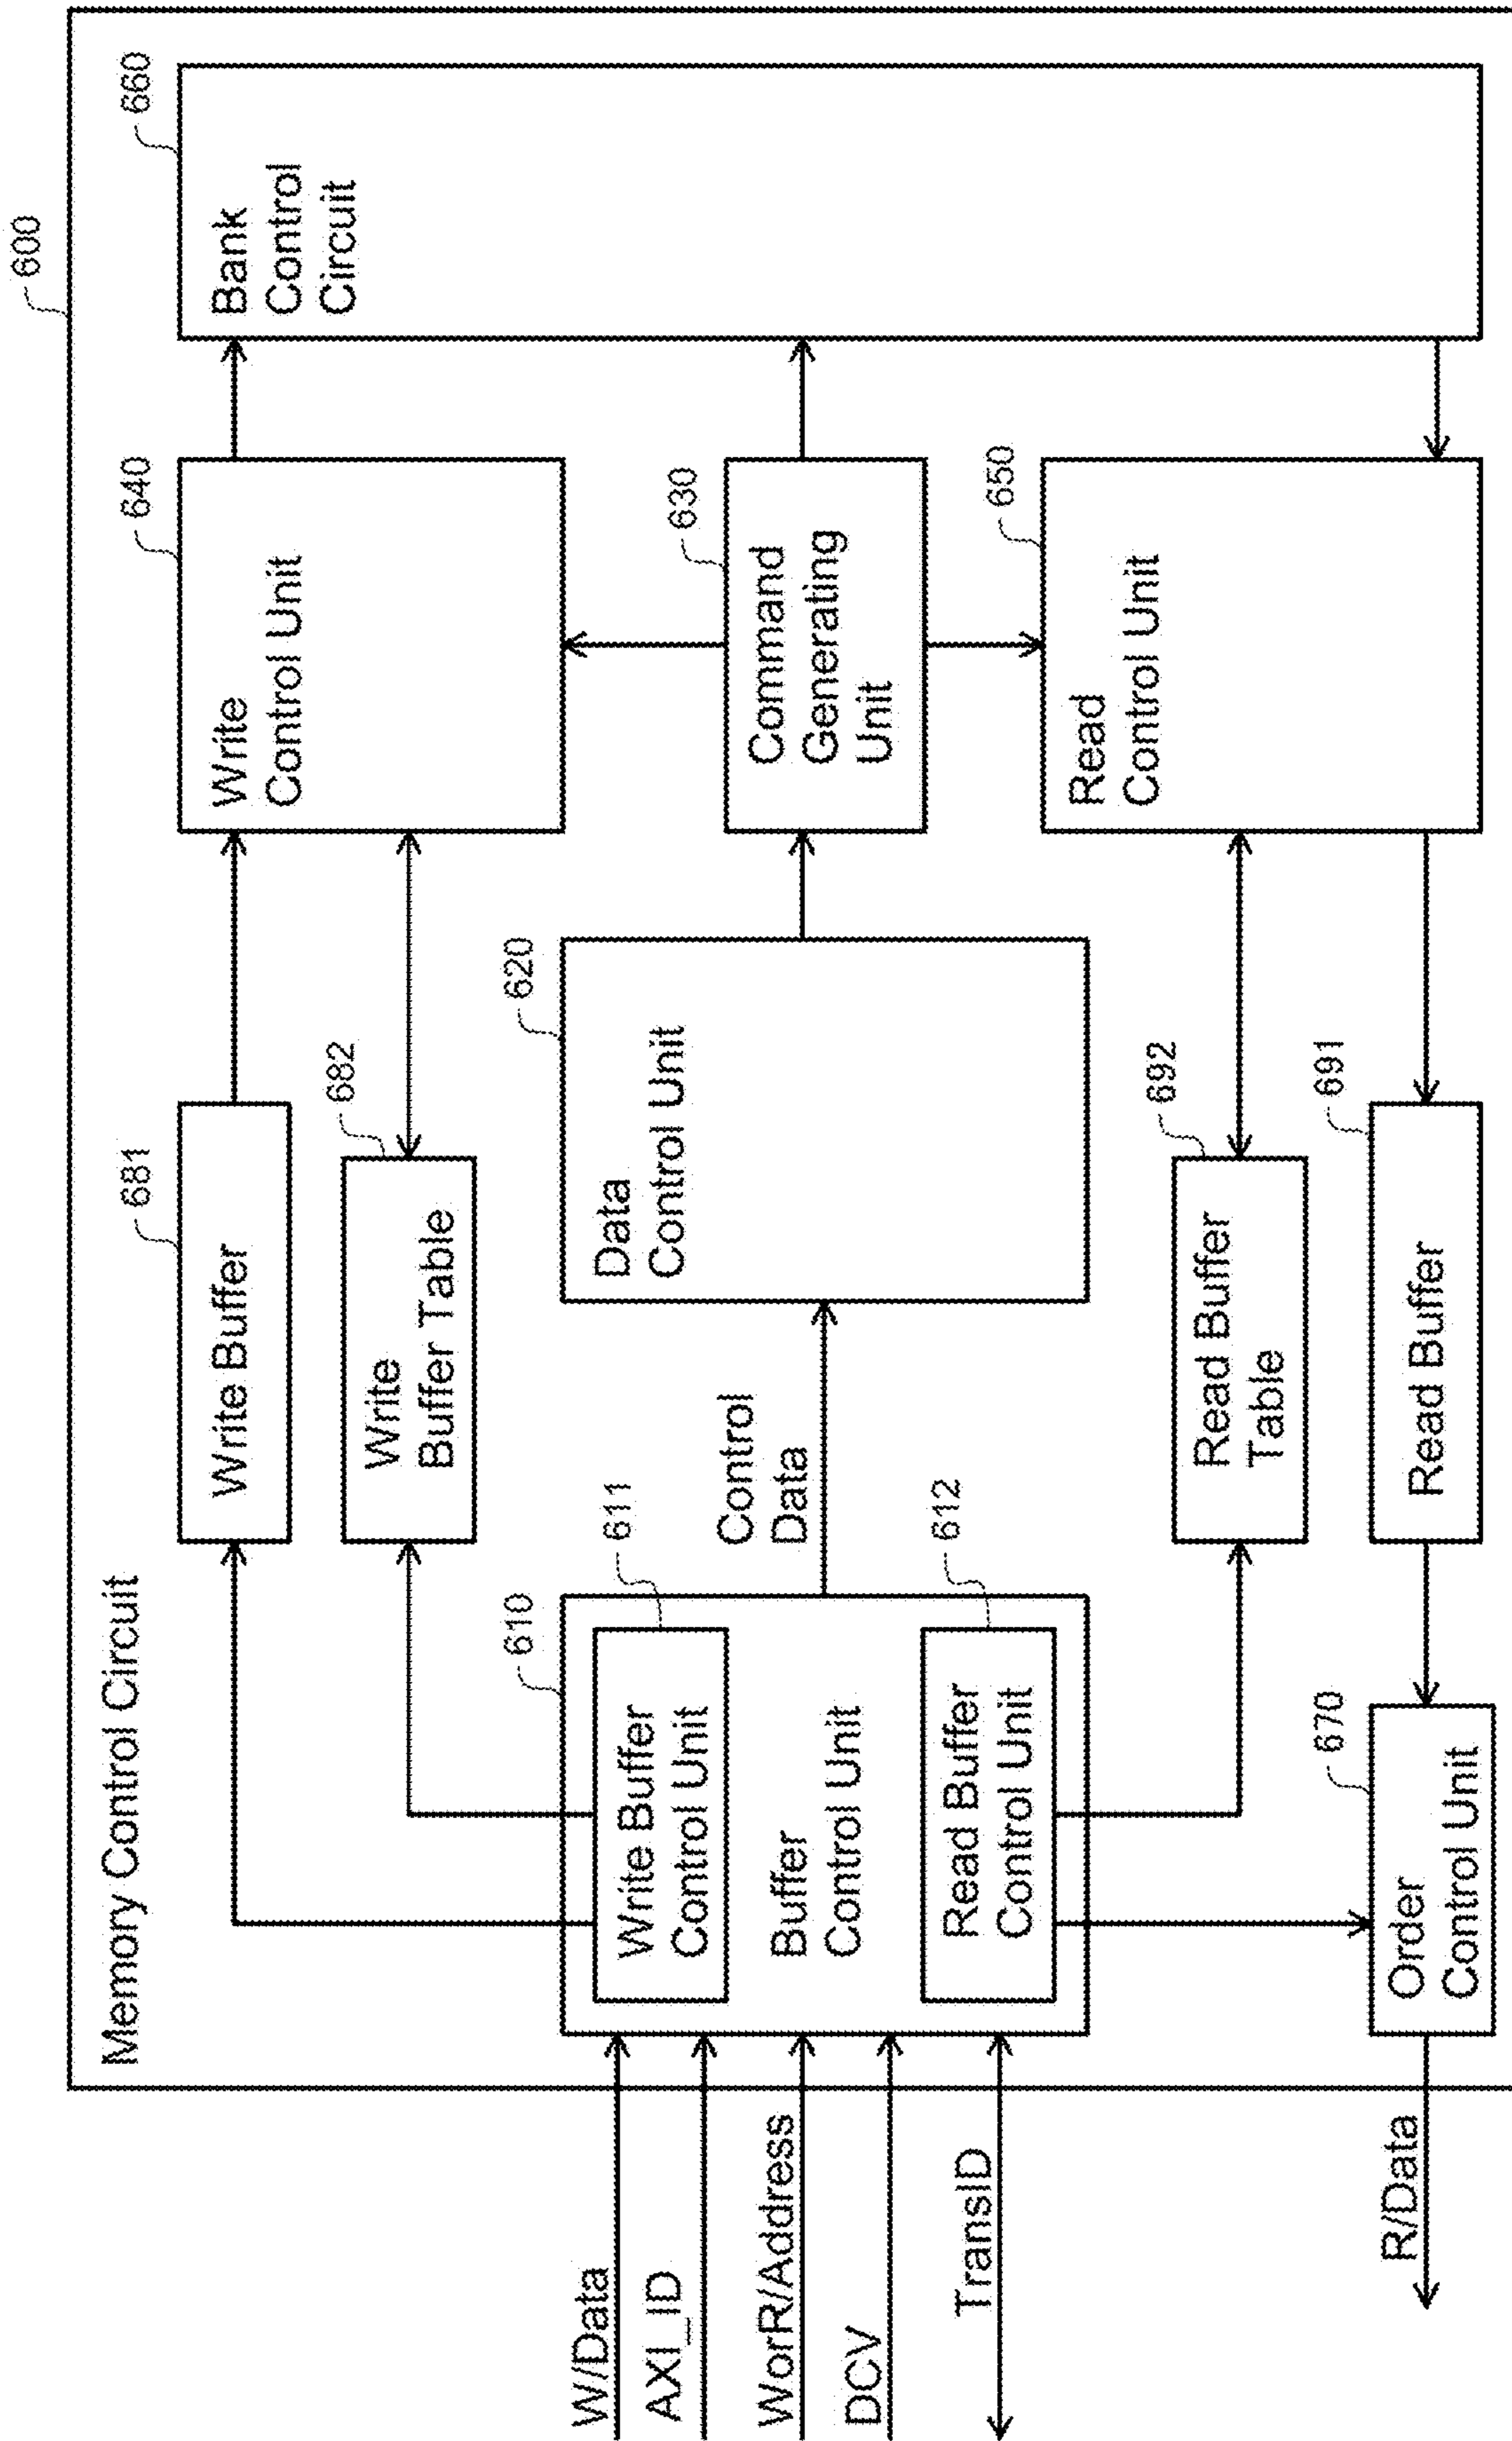 600
Memory Control Circuit
681
Write Buffer
640
Write
Control Unit
660
Bank
Control
Circuit
682
Write
Buffer Table
610
611
Write Buffer
Control Unit
Buffer
Control Unit
612
Read Buffer
Control Unit
W/Data
AXI_ID
WorR/Address
DCV
TransID
Control
Data
620
Data
Control Unit
630
Command
Generating
Unit
650
Read
Control Unit
692
Read Buffer
Table
691
Read Buffer
670
Order
Control Unit
R/Data